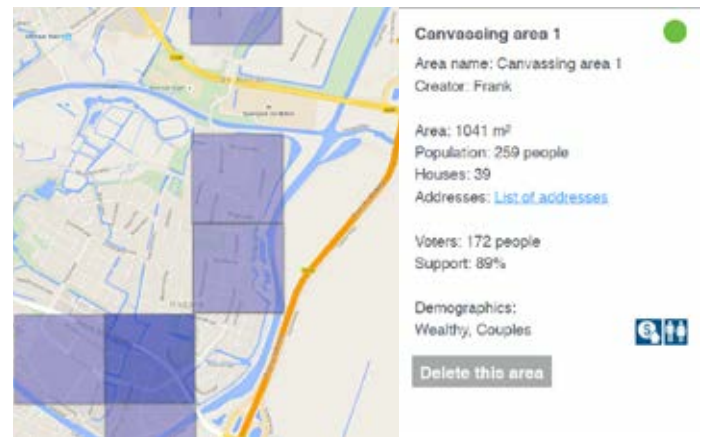 Canvassing area 1
Area name: Canvassing area 1
Creator: Frank
Area: 1041 m²
Population: 259 people
Houses: 39
Addresses: List of addresses
Voters: 172 people
Support: 89%
Demographics:
Wealthy, Couples
Delete this area